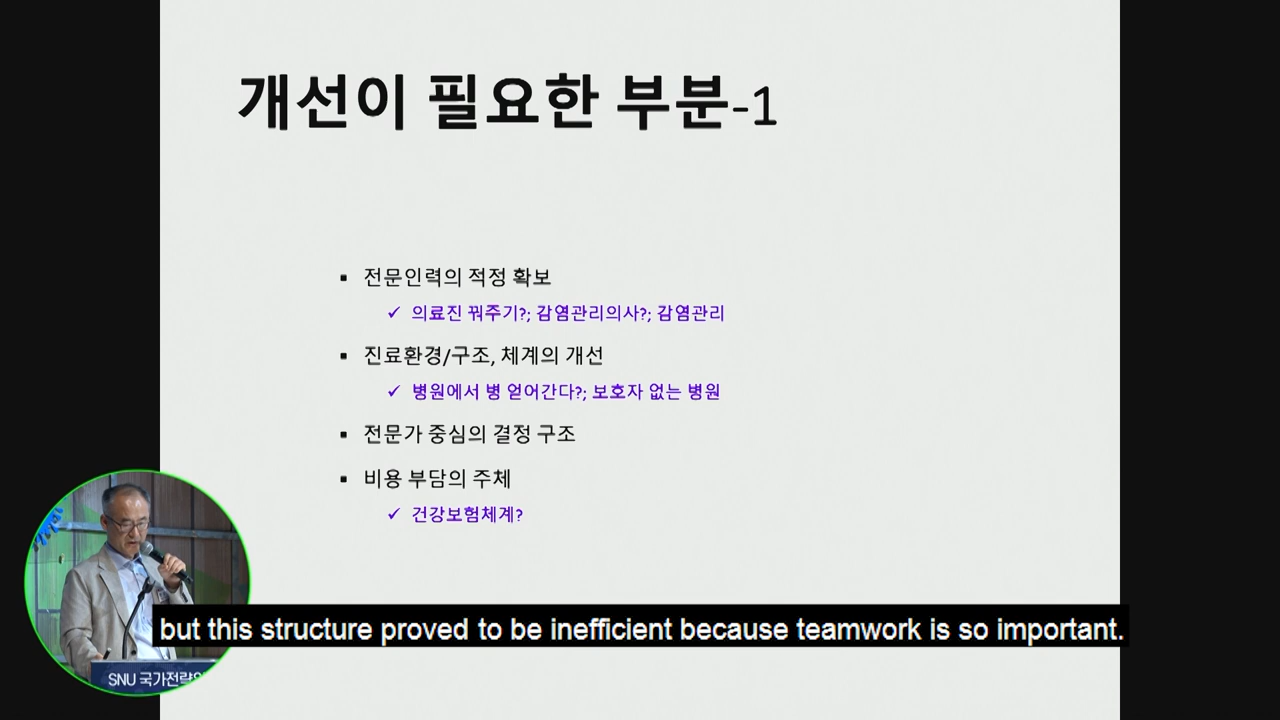 개선이 필요한 부분-1
▪ 전문인력의 적정 확보
✓ 의료진 꿔주기?; 감염관리의사?; 감염관리
▪ 진료환경/구조, 체계의 개선
✓ 병원에서 병 얻어간다?; 보호자 없는 병원
▪ 전문가 중심의 결정 구조
▪ 비용 부담의 주체
✓ 건강보험체계?
but this structure proved to be inefficient because teamwork is so important.
SNU 국가전략